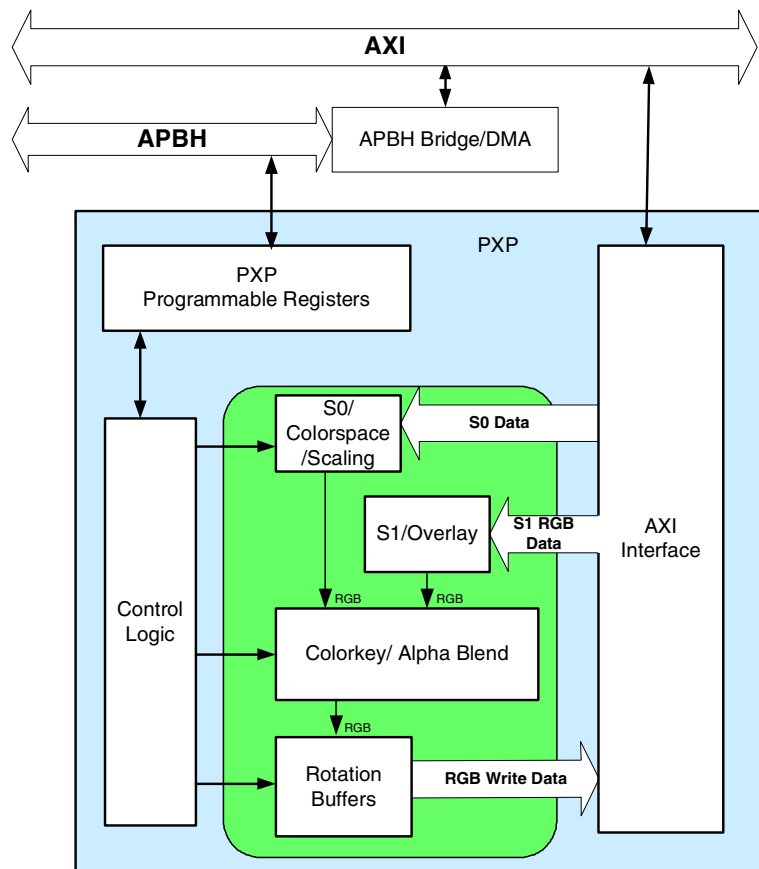 AXI
APBH
APBH Bridge/DMA
PXP
PXP
Programmable Registers
S0/
Colorspace
/Scaling
S0 Data
S1/Overlay
S1 RGB
Data
AXI
Interface
Control
Logic
RGB
RGB
Colorkey/ Alpha Blend
RGB
Rotation
Buffers
RGB Write Data